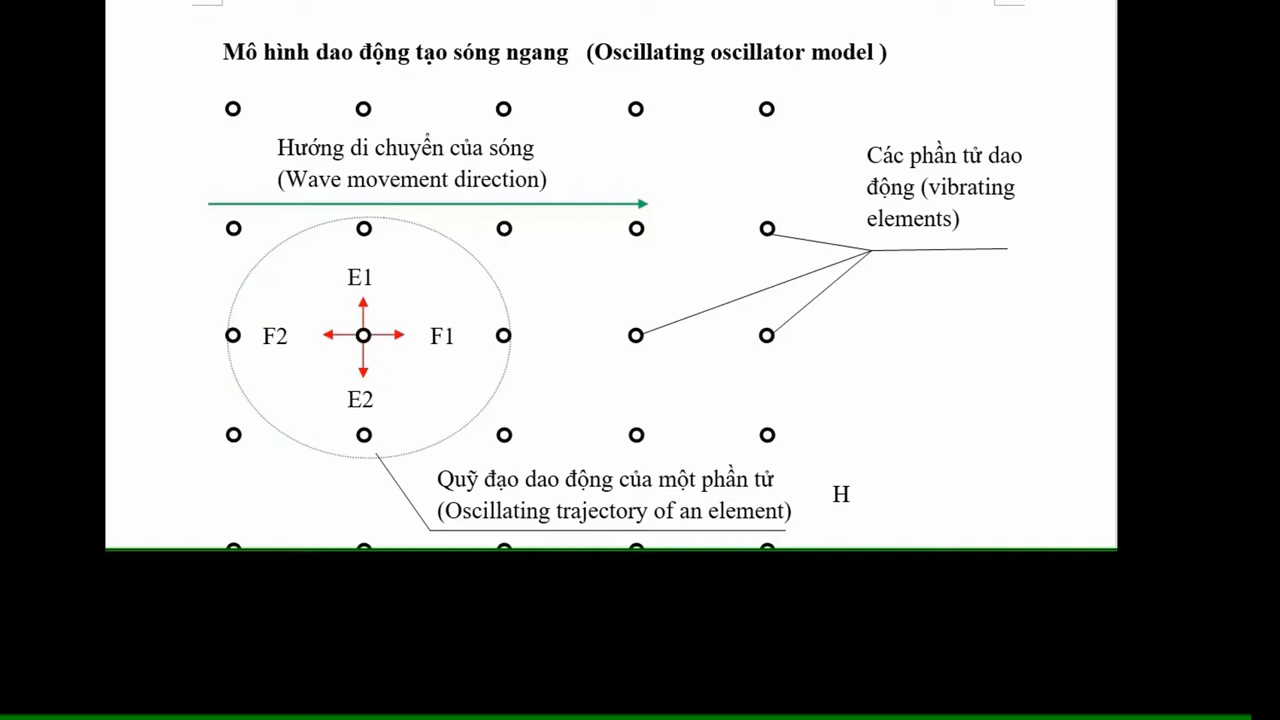 Mô hình dao động tạo sóng ngang (Oscillating oscillator model )
Hướng di chuyển của sóng
(Wave movement direction)
Các phần tử dao
động (vibrating
elements)
E1
F2
F1
E2
Quỹ đạo dao động của một phần tử
(Oscillating trajectory of an element)
H